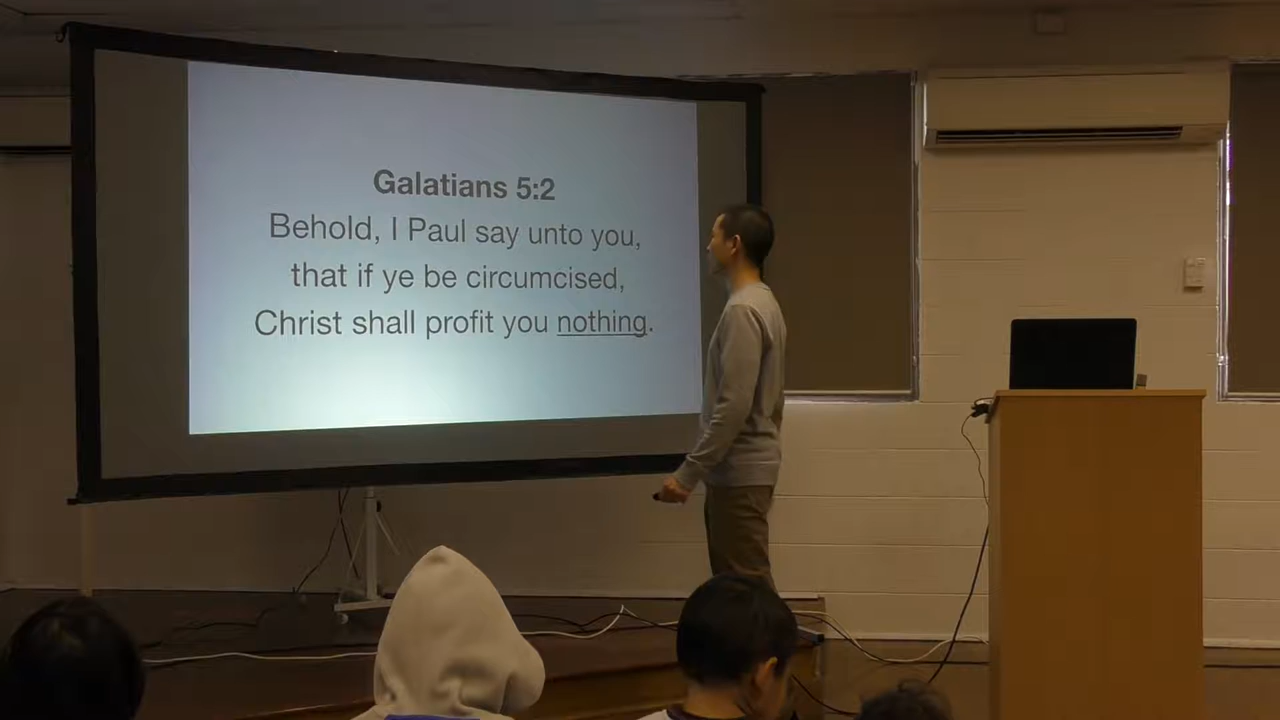 Galatians 5:2
Behold, I Paul say unto you,
that if ye be circumcised,
Christ shall profit you nothing.